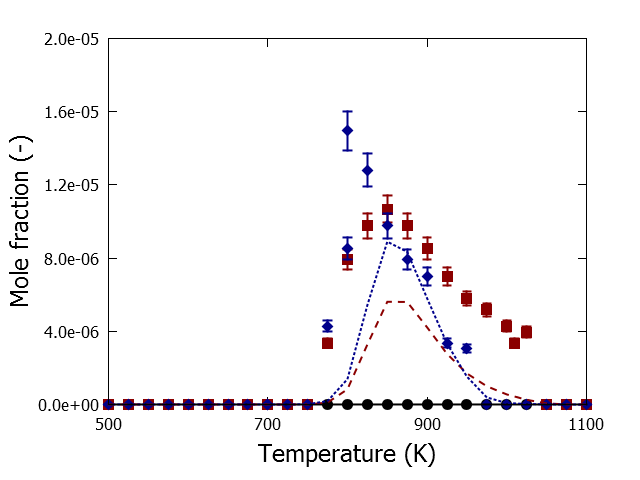 2.0e-05
1.6e-05
1.2e-05
8.0e-06
4.0e-06
0.0e+00
Mole fraction (-)
500 700 900 1100
Temperature (K)